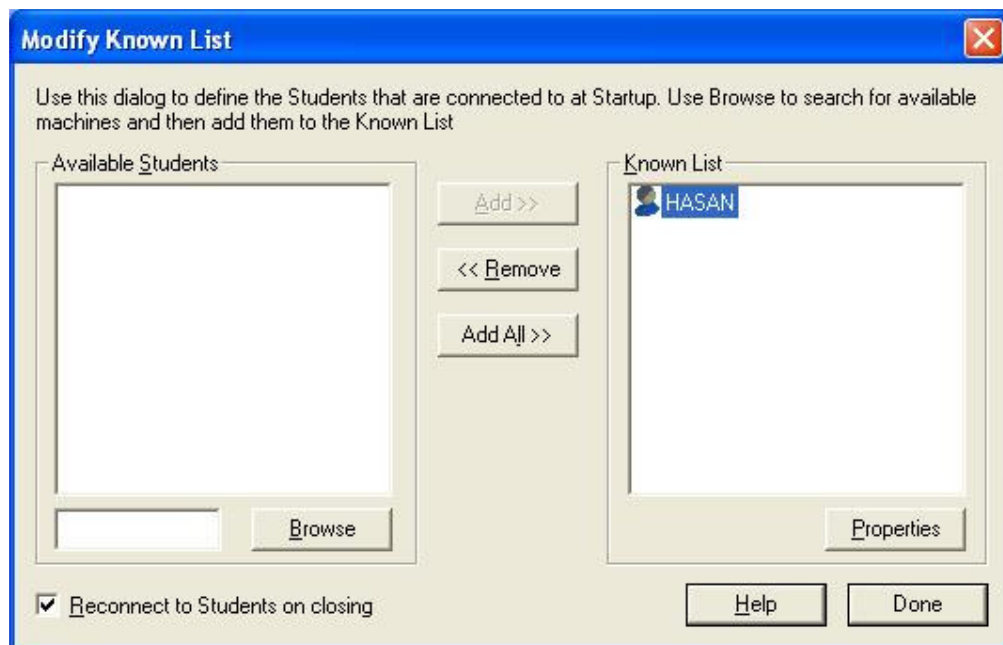 Modify Known List
Use this dialog to define the Students that are connected to at Startup. Use Browse to search for available
machines and then add them to the Known List
Available Students
Known List
HASAN
Add >>
<< Remove
Add All >>
Browse
Properties
Reconnect to Students on closing
Help
Done